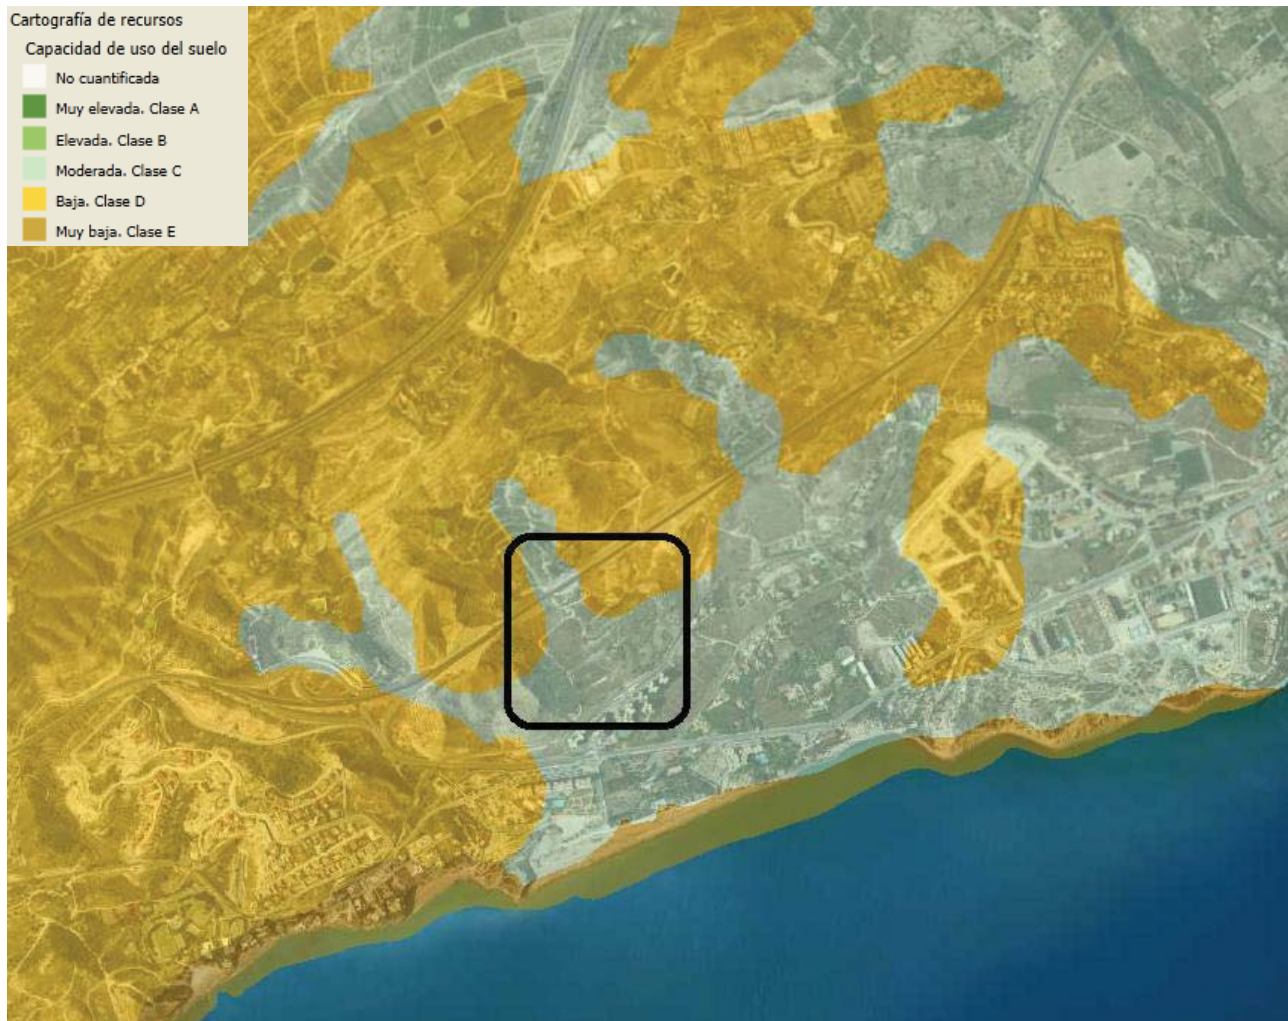 Cartografía de recursos
Capacidad de uso del suelo
No cuantificada
Muy elevada. Clase A
Elevada. Clase B
Moderada. Clase C
Baja. Clase D
Muy baja. Clase E